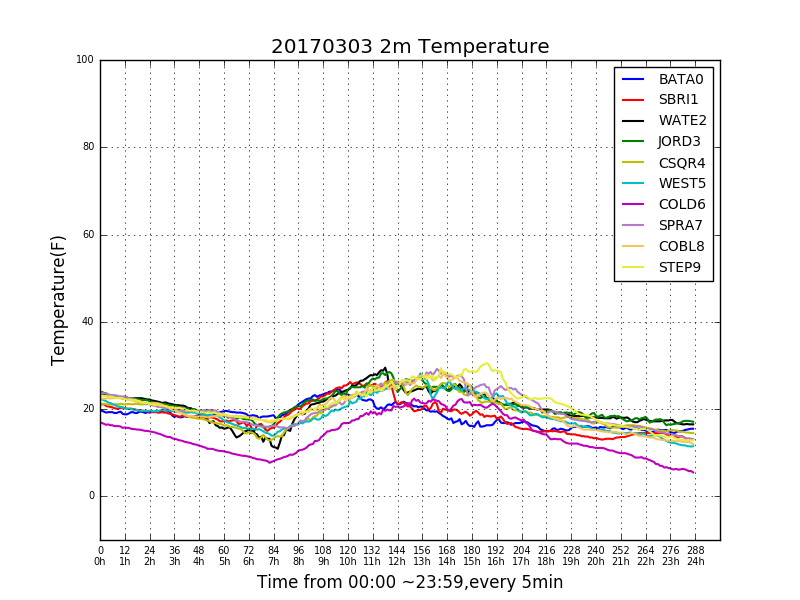 20170303 2m Temperature
100
80
60
40
20
0
Temperature(F)
BATA0
SBRI1
WATE2
JORD3
CSQR4
WEST5
COLD6
SPRA7
COBL8
STEP9
0 12 24 36 48 60 72 84 96 108 120 132 144 156 168 180 192 204 216 228 240 252 264 276 288
0h 1h 2h 3h 4h 5h 6h 7h 8h 9h 10h 11h 12h 13h 14h 15h 16h 17h 18h 19h 20h 21h 22h 23h 24h
Time from 00:00 ~23:59,every 5min